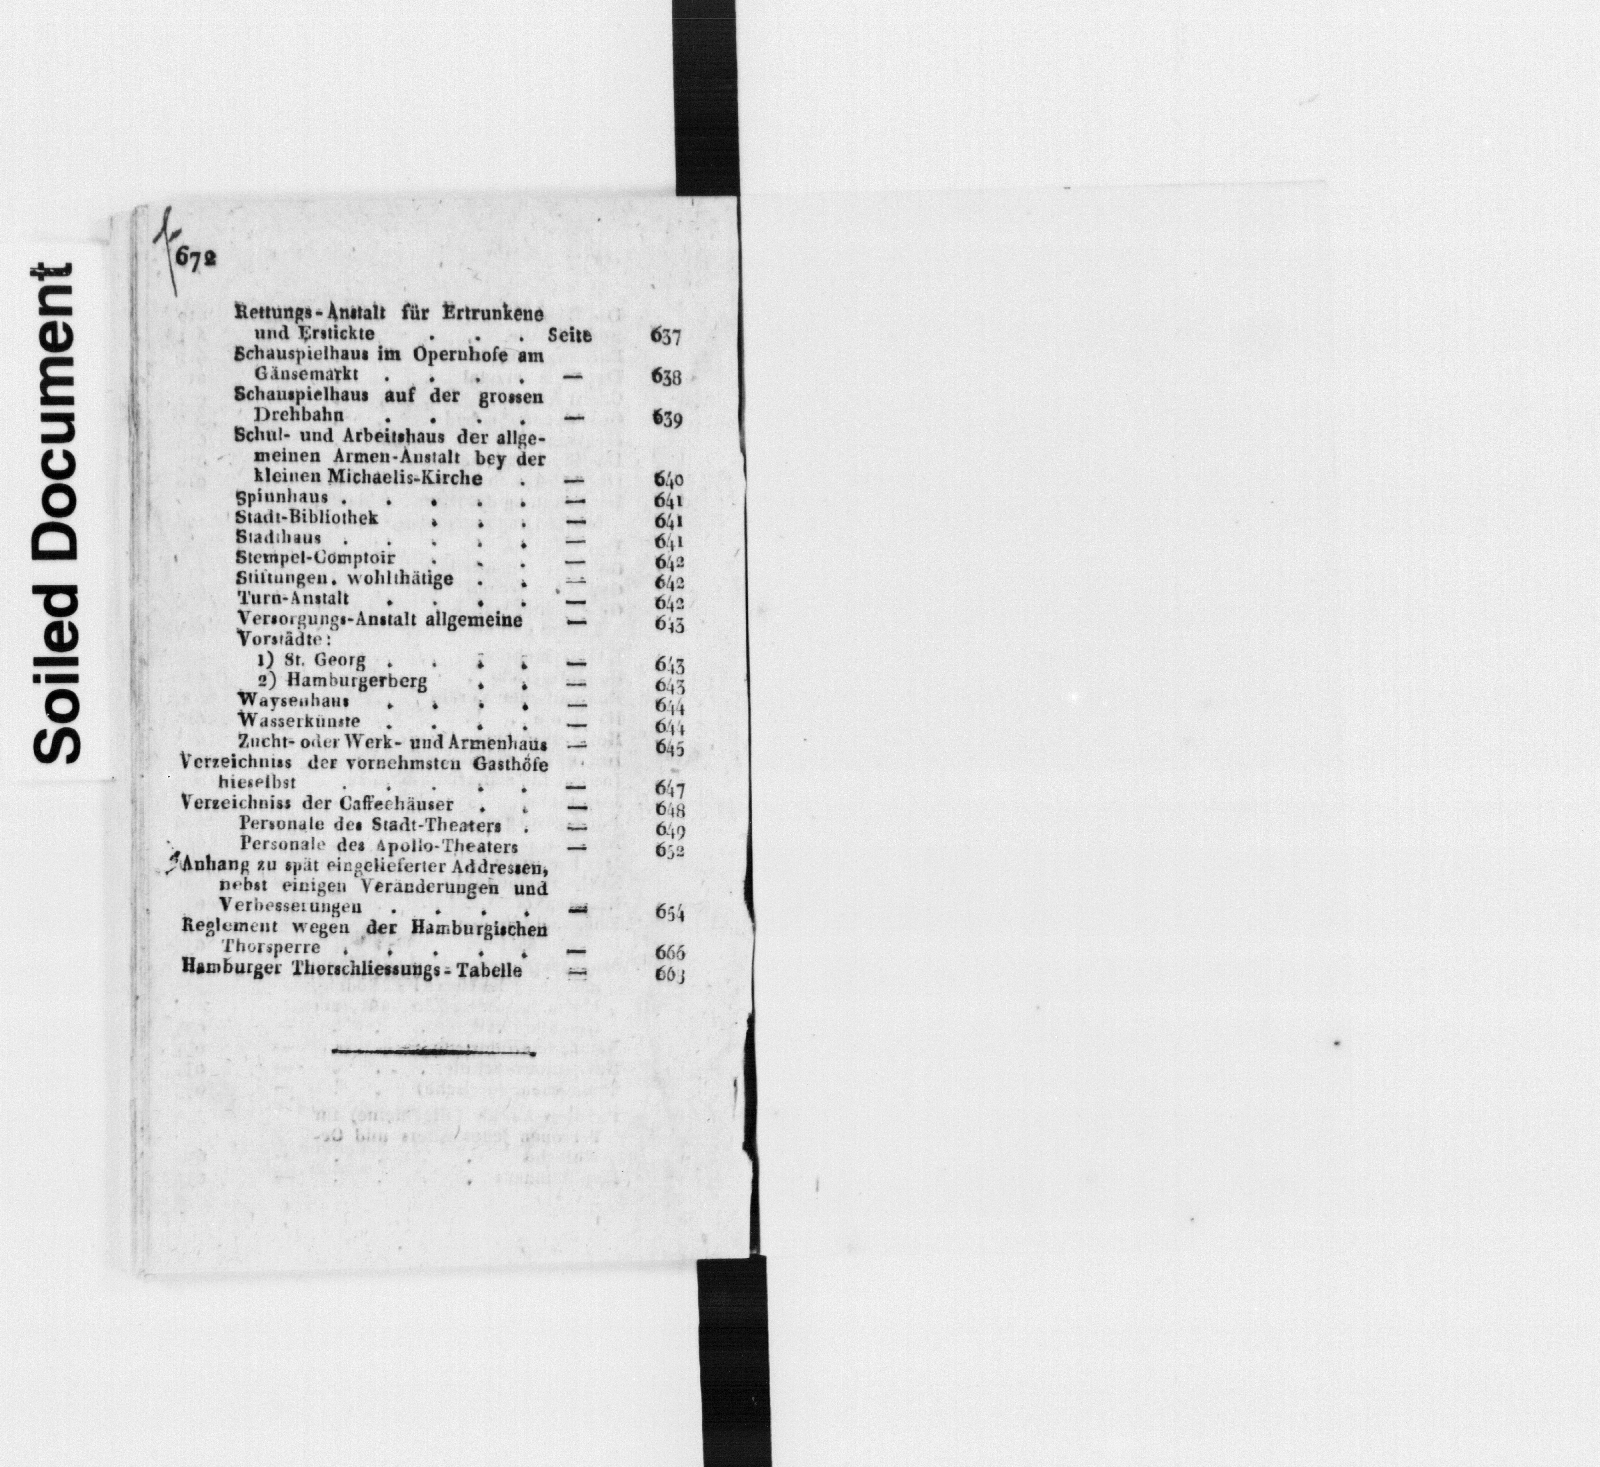 Soiled Document
672
Rettungs-Anstalt für Ertrunkene
und Erstickte . . . Seite 637
Schauspielhaus im Opernhofe am
Gänsemarkt . . . . — 638
Schauspielhaus auf der grossen
Drehbahn . . . . — 639
Schul- und Arbeitshaus der allge-
meinen Armen-Anstalt bey der
kleinen Michaelis-Kirche . — 640
Spinnhaus . . . . . — 641
Stadt-Bibliothek . . . — 641
Stadthaus . . . . . — 641
Stempel-Comptoir . . . — 642
Stiftungen, wohlthätige . . — 642
Turn-Anstalt . . . . — 642
Versorgungs-Anstalt allgemeine — 643
Vorstädte:
1) St. Georg . . . . — 643
2) Hamburgerberg . . — 643
Waysenhaus . . . . — 644
Wasserkünste . . . . — 644
Zucht- oder Werk- und Armenhaus — 645
Verzeichniss der vornehmsten Gasthöfe
hieselbst . . . . . — 647
Verzeichniss der Caffeehäuser . . — 648
Personale des Stadt-Theaters . — 649
Personale des Apollo-Theaters — 652
Anhang zu spät eingelieferter Addressen,
nebst einigen Veränderungen und
Verbesserungen . . . . — 654
Reglement wegen der Hamburgischen
Thorsperre . . . . . — 666
Hamburger Thorschliessungs-Tabelle —